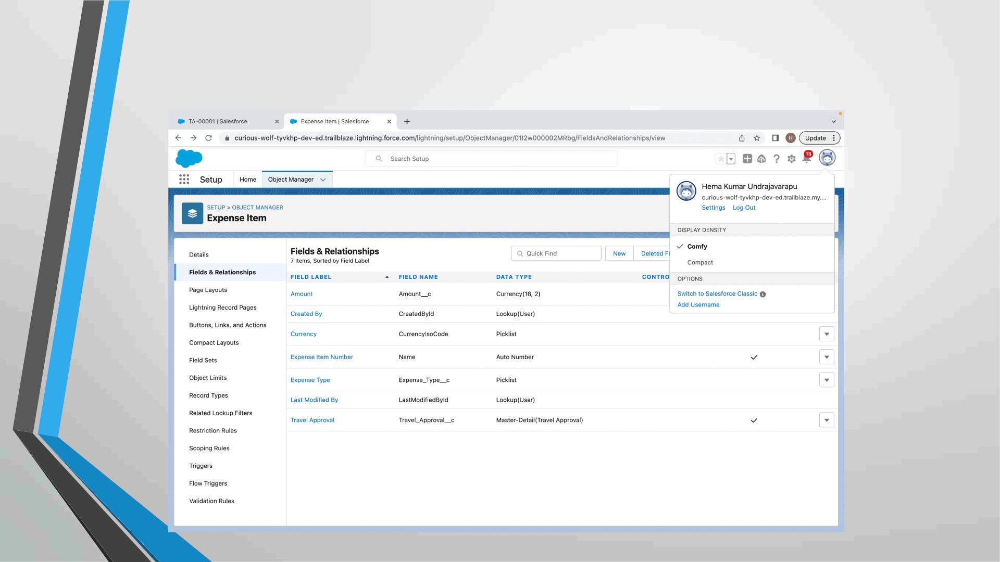 TA-00001 | Salesforce
Expense Item | Salesforce
curious-wolf-tyvkhp-dev-ed.trailblaze.lightning.force.com/lightning/setup/ObjectManager/01I2w000002MRbg/FieldsAndRelationships/view
H
Update
Search Setup
13
Setup
Home
Object Manager
Hema Kumar Undrajavarapu
curious-wolf-tyvkhp-dev-ed.trailblaze.my....
Settings
Log Out
SETUP > OBJECT MANAGER
Expense Item
DISPLAY DENSITY
Comfy
Compact
OPTIONS
Switch to Salesforce Classic
Add Username
Details
Fields & Relationships
Page Layouts
Lightning Record Pages
Buttons, Links, and Actions
Compact Layouts
Field Sets
Object Limits
Record Types
Related Lookup Filters
Restriction Rules
Scoping Rules
Triggers
Flow Triggers
Validation Rules
Fields & Relationships
7 Items, Sorted by Field Label
Quick Find
New
Deleted Fi
FIELD LABEL FIELD NAME DATA TYPE CONTRO
Amount Amount__c Currency(16, 2)
Created By CreatedById Lookup(User)
Currency CurrencyIsoCode Picklist
Expense Item Number Name Auto Number
Expense Type Expense_Type__c Picklist
Last Modified By LastModifiedById Lookup(User)
Travel Approval Travel_Approval__c Master-Detail(Travel Approval)